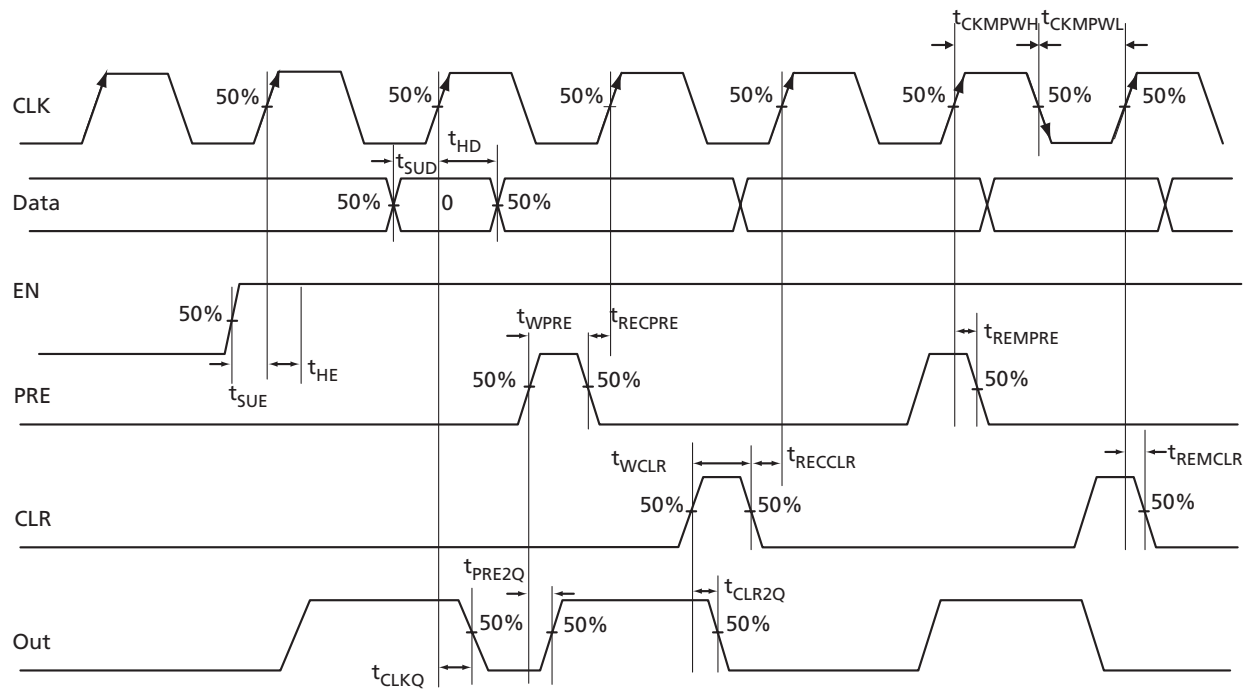 tCKMPWH tCKMPWL
CLK 50% 50% 50% 50% 50% 50% 50%
tSUD tHD
Data 50% 0 50%
EN 50%
tSUE tHE
tWPRE tRECPRE tREMPRE
PRE 50% 50% 50%
tWCLR tRECCLR tREMCLR
CLR 50% 50% 50%
tPRE2Q tCLR2Q
Out 50% 50% 50%
tCLKQ